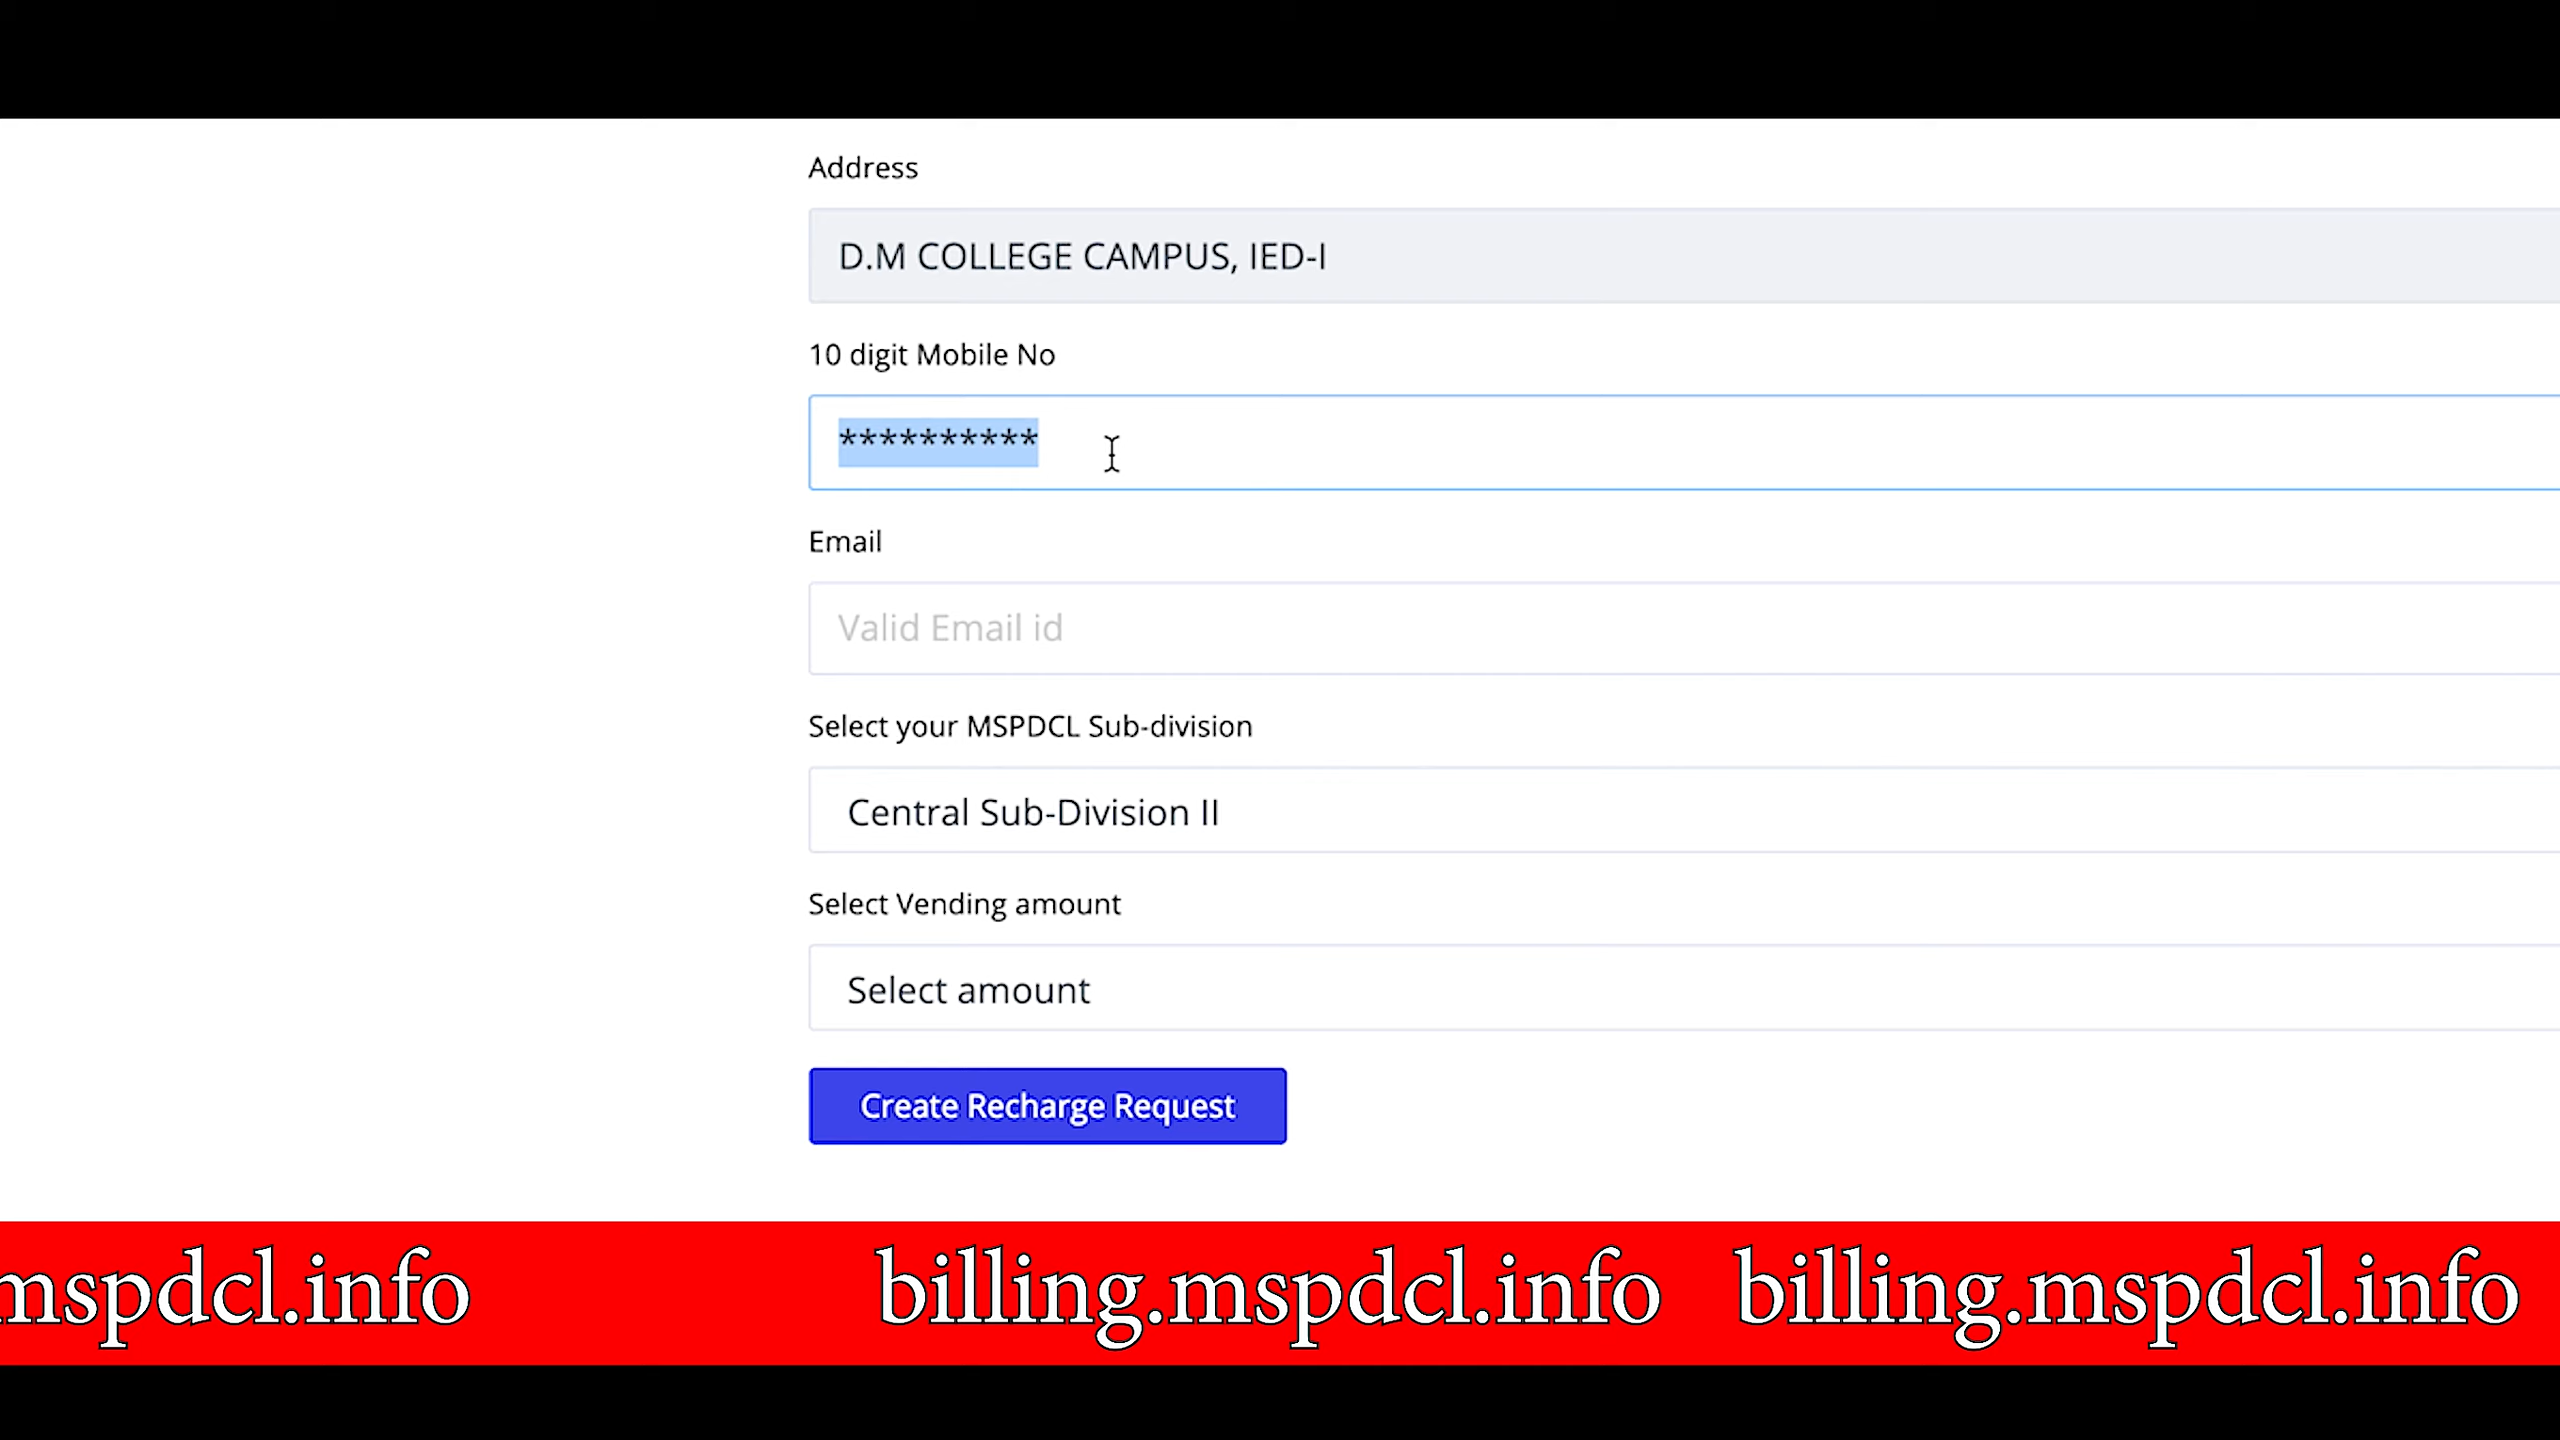 Address
D.M COLLEGE CAMPUS, IED-I
10 digit Mobile No
**********
Email
Valid Email id
Select your MSPDCL Sub-division
Central Sub-Division II
Select Vending amount
Select amount
Create Recharge Request
mspdcl.info billing.mspdcl.info billing.mspdcl.info